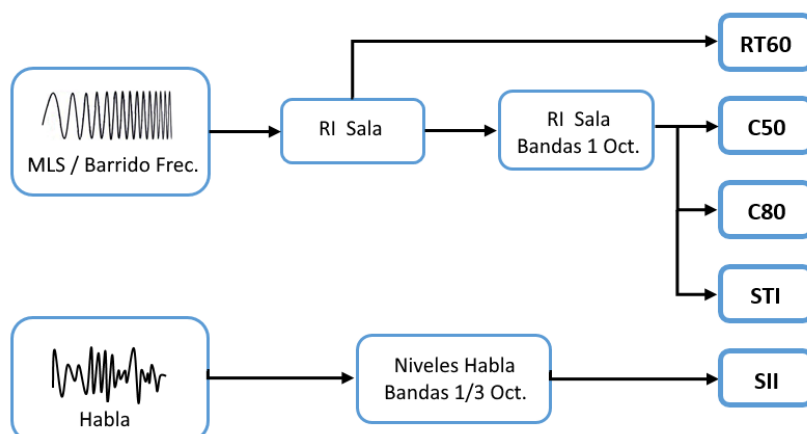 RT60
MLS / Barrido Frec.
RI Sala
RI Sala
Bandas 1 Oct.
C50
C80
STI
Habla
Niveles Habla
Bandas 1/3 Oct.
SII